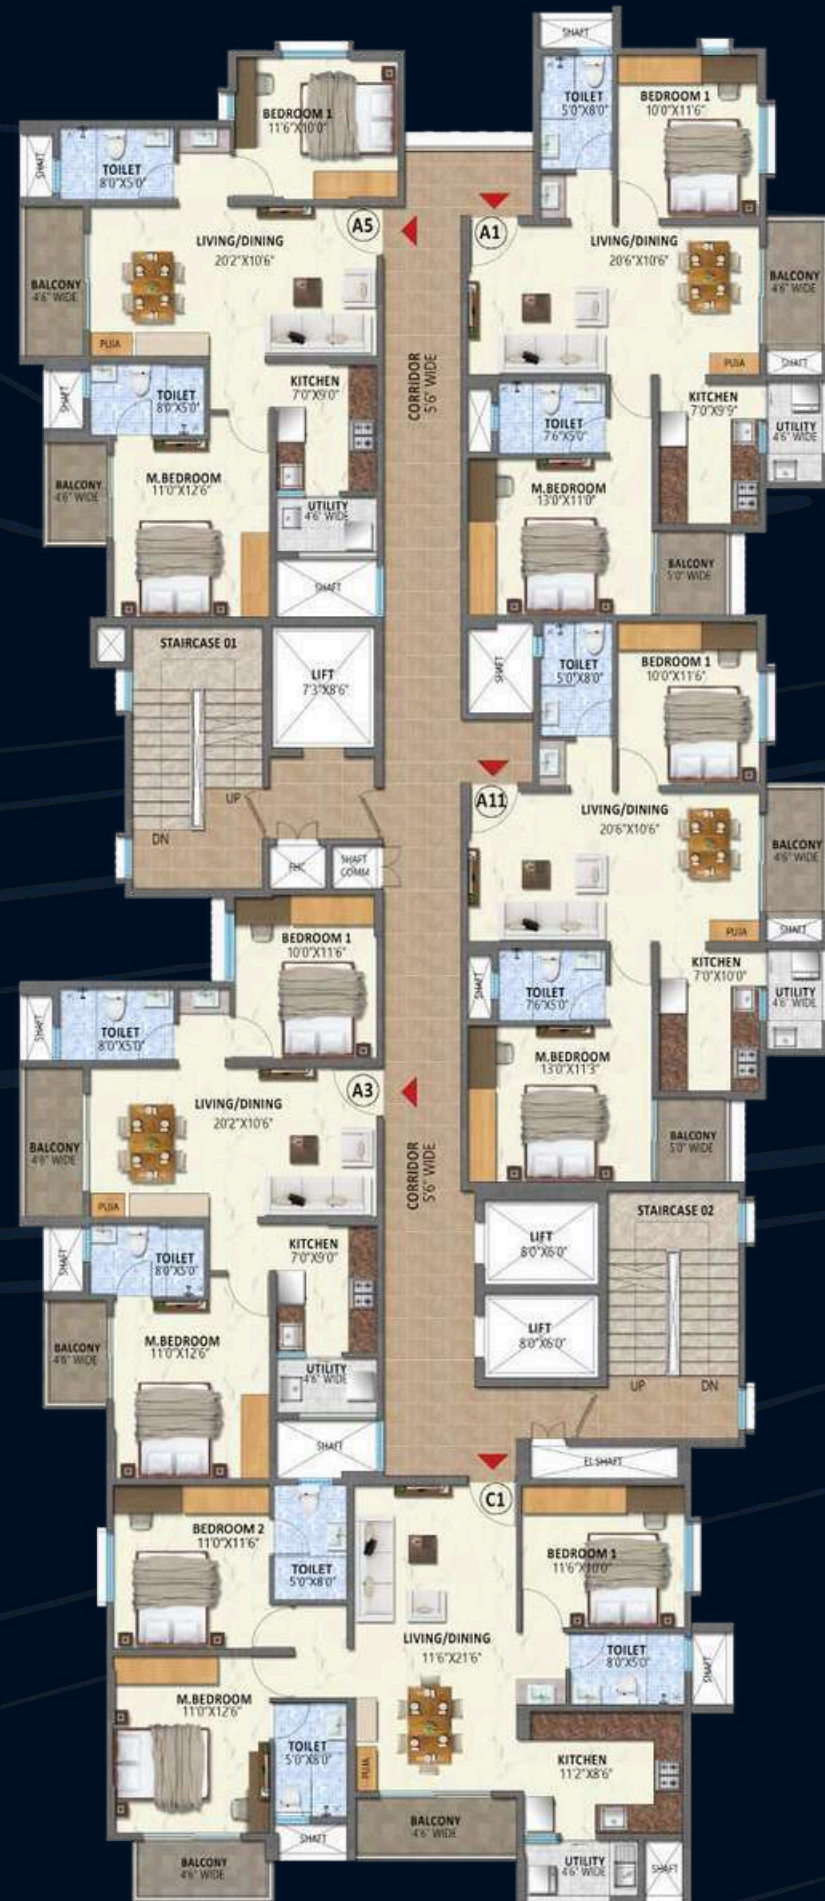 SHAFT
BEDROOM 1
11'6"X10'0"
TOILET
5'0"X8'0"
BEDROOM 1
10'0"X11'6"
SHAFT
TOILET
8'0"X5'0"
A5
A1
LIVING/DINING
20'2"X10'6"
LIVING/DINING
20'6"X10'6"
BALCONY
4'6" WIDE
BALCONY
4'6" WIDE
PUJA
PUJA
SHAFT
CORRIDOR
5'6" WIDE
SHAFT
TOILET
8'0"X5'0"
KITCHEN
7'0"X9'0"
TOILET
7'6"X5'0"
KITCHEN
7'0"X9'9"
UTILITY
4'6" WIDE
BALCONY
4'6" WIDE
M.BEDROOM
11'0"X12'6"
M.BEDROOM
13'0"X11'0"
UTILITY
4'6" WIDE
BALCONY
5'0" WIDE
SHAFT
STAIRCASE 01
LIFT
7'3"X8'6"
SHAFT
TOILET
5'0"X8'0"
BEDROOM 1
10'0"X11'6"
UP
DN
A11
LIVING/DINING
20'6"X10'6"
FHC
SHAFT
COMM
BALCONY
4'6" WIDE
PUJA
SHAFT
BEDROOM 1
10'0"X11'6"
SHAFT
TOILET
8'0"X5'0"
SHAFT
TOILET
7'6"X5'0"
KITCHEN
7'0"X10'0"
UTILITY
4'6" WIDE
A3
LIVING/DINING
20'2"X10'6"
M.BEDROOM
13'0"X11'3"
BALCONY
4'6" WIDE
PUJA
CORRIDOR
5'6" WIDE
BALCONY
5'0" WIDE
SHAFT
TOILET
8'0"X5'0"
KITCHEN
7'0"X9'0"
LIFT
8'0"X6'0"
STAIRCASE 02
BALCONY
4'6" WIDE
M.BEDROOM
11'0"X12'6"
UTILITY
4'6" WIDE
LIFT
8'0"X6'0"
UP
DN
SHAFT
EL SHAFT
C1
BEDROOM 2
11'0"X11'6"
TOILET
5'0"X8'0"
BEDROOM 1
11'6"X10'0"
LIVING/DINING
11'6"X21'6"
TOILET
8'0"X5'0"
SHAFT
M.BEDROOM
11'0"X12'6"
TOILET
5'0"X8'0"
PUJA
KITCHEN
11'2"X8'6"
BALCONY
4'6" WIDE
SHAFT
BALCONY
4'6" WIDE
UTILITY
4'6" WIDE
SHAFT